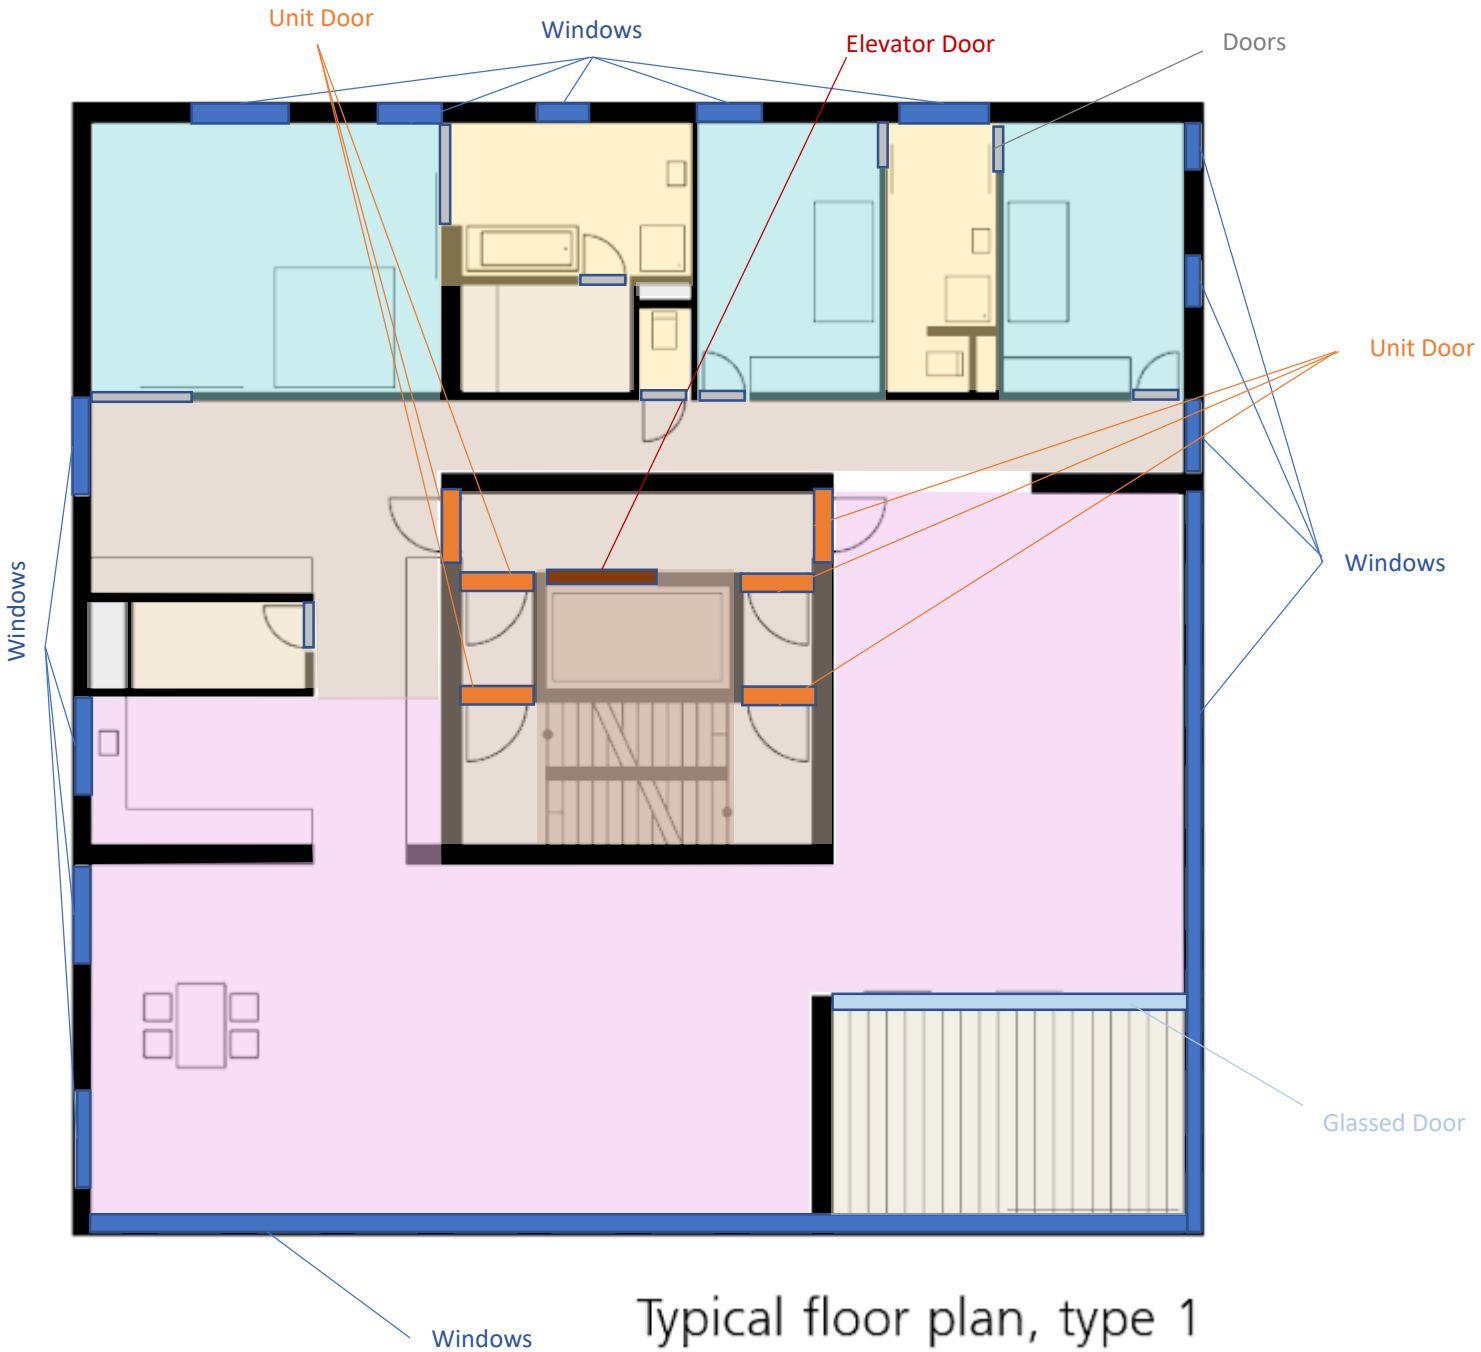 Unit Door
Windows
Elevator Door
Doors
Unit Door
Windows
Windows
Glassed Door
Windows
Typical floor plan, type 1